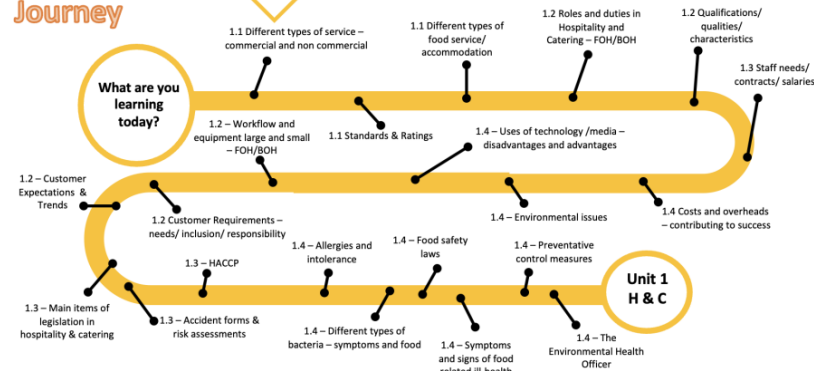 Journey
1.1 Different types of service –
commercial and non commercial
1.1 Different types of
food service/
accommodation
1.2 Roles and duties in
Hospitality and
Catering – FOH/BOH
1.2 Qualifications/
qualities/
characteristics
1.3 Staff needs/
contracts/ salaries
What are you
learning
today?
1.2 – Workflow and
equipment large and small
– FOH/BOH
1.1 Standards & Ratings
1.4 – Uses of technology /media –
disadvantages and advantages
1.2 – Customer
Expectations &
Trends
1.2 Customer Requirements –
needs/ inclusion/ responsibility
1.4 – Environmental issues
1.4 Costs and overheads
– contributing to success
1.3 – HACCP
1.4 – Allergies and
intolerance
1.4 – Food safety
laws
1.4 – Preventative
control measures
Unit 1
H & C
1.3 – Main items of
legislation in
hospitality & catering
1.3 – Accident forms &
risk assessments
1.4 – Different types of
bacteria – symptoms and food
1.4 – Symptoms
and signs of food
related ill-health
1.4 – The
Environmental Health
Officer